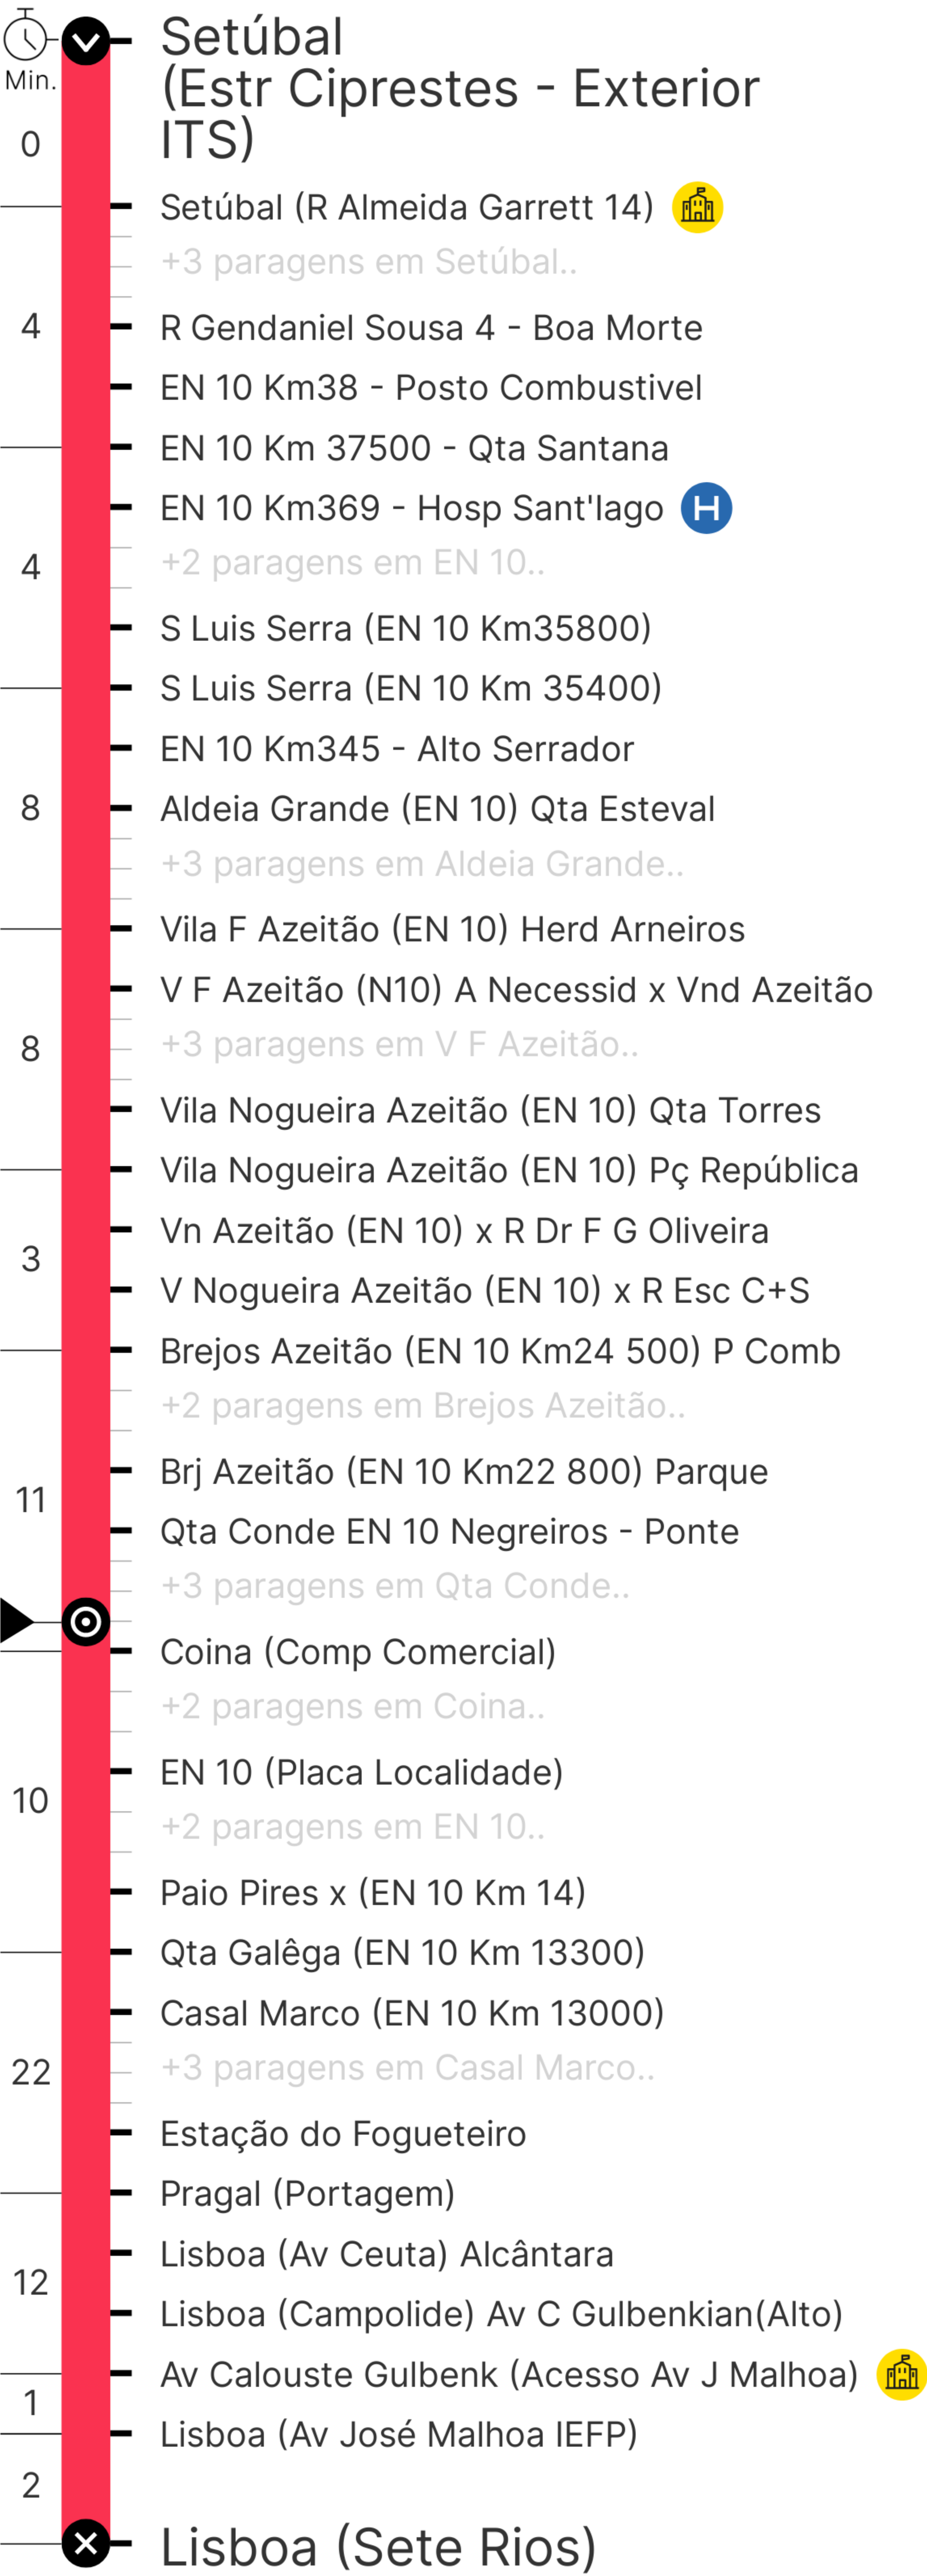 Setúbal
(Estr Ciprestes - Exterior
ITS)
Min.
0
Setúbal (R Almeida Garrett 14)
+3 paragens em Setúbal..
4
R Gendaniel Sousa 4 - Boa Morte
EN 10 Km38 - Posto Combustivel
EN 10 Km 37500 - Qta Santana
EN 10 Km369 - Hosp Sant'Iago H
4
+2 paragens em EN 10..
S Luis Serra (EN 10 Km35800)
S Luis Serra (EN 10 Km 35400)
EN 10 Km345 - Alto Serrador
8
Aldeia Grande (EN 10) Qta Esteval
+3 paragens em Aldeia Grande..
Vila F Azeitão (EN 10) Herd Arneiros
V F Azeitão (N10) A Necessid x Vnd Azeitão
8
+3 paragens em V F Azeitão..
Vila Nogueira Azeitão (EN 10) Qta Torres
Vila Nogueira Azeitão (EN 10) Pç República
Vn Azeitão (EN 10) x R Dr F G Oliveira
3
V Nogueira Azeitão (EN 10) x R Esc C+S
Brejos Azeitão (EN 10 Km24 500) P Comb
+2 paragens em Brejos Azeitão..
Brj Azeitão (EN 10 Km22 800) Parque
11
Qta Conde EN 10 Negreiros - Ponte
+3 paragens em Qta Conde..
Coina (Comp Comercial)
+2 paragens em Coina..
EN 10 (Placa Localidade)
10
+2 paragens em EN 10..
Paio Pires x (EN 10 Km 14)
Qta Galêga (EN 10 Km 13300)
Casal Marco (EN 10 Km 13000)
22
+3 paragens em Casal Marco..
Estação do Fogueteiro
Pragal (Portagem)
Lisboa (Av Ceuta) Alcântara
12
Lisboa (Campolide) Av C Gulbenkian(Alto)
Av Calouste Gulbenk (Acesso Av J Malhoa)
1
Lisboa (Av José Malhoa IEFP)
2
Lisboa (Sete Rios)